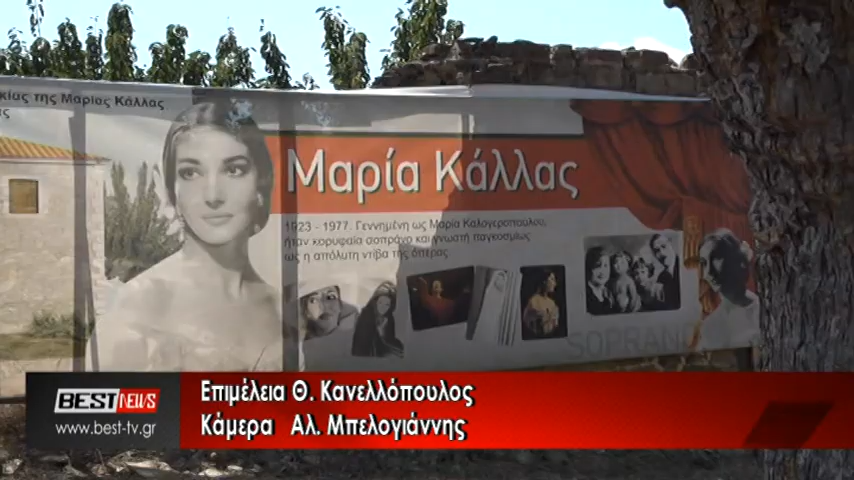 κίας της Μαρίας Κάλλας
ας
Μαρία Κάλλας
1923 - 1977. Γεννημένη ως Μαρία Καλογεροπούλου,
ήταν κορυφαία σοπράνο και γνωστή παγκοσμίως
ως η απόλυτη ντίβα της όπερας
SOPRANO
BEST NEWS
www.best-tv.gr
Επιμέλεια Θ. Κανελλόπουλος
Κάμερα Αλ. Μπελογιάννης